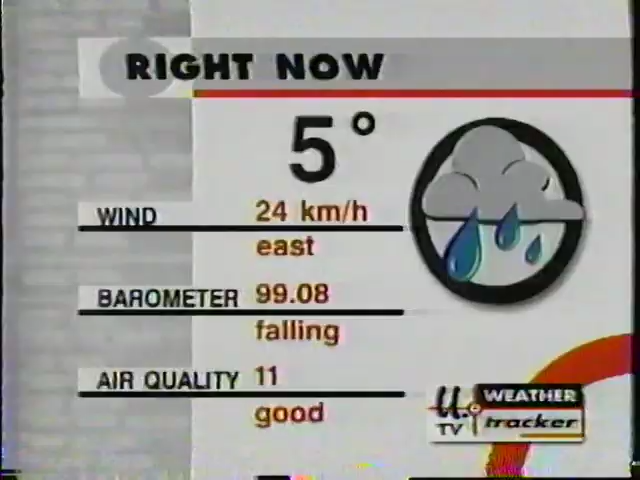 RIGHT NOW
5°
WIND 24 km/h
east
BAROMETER 99.08
falling
AIR QUALITY 11
good
U. WEATHER
TV tracker